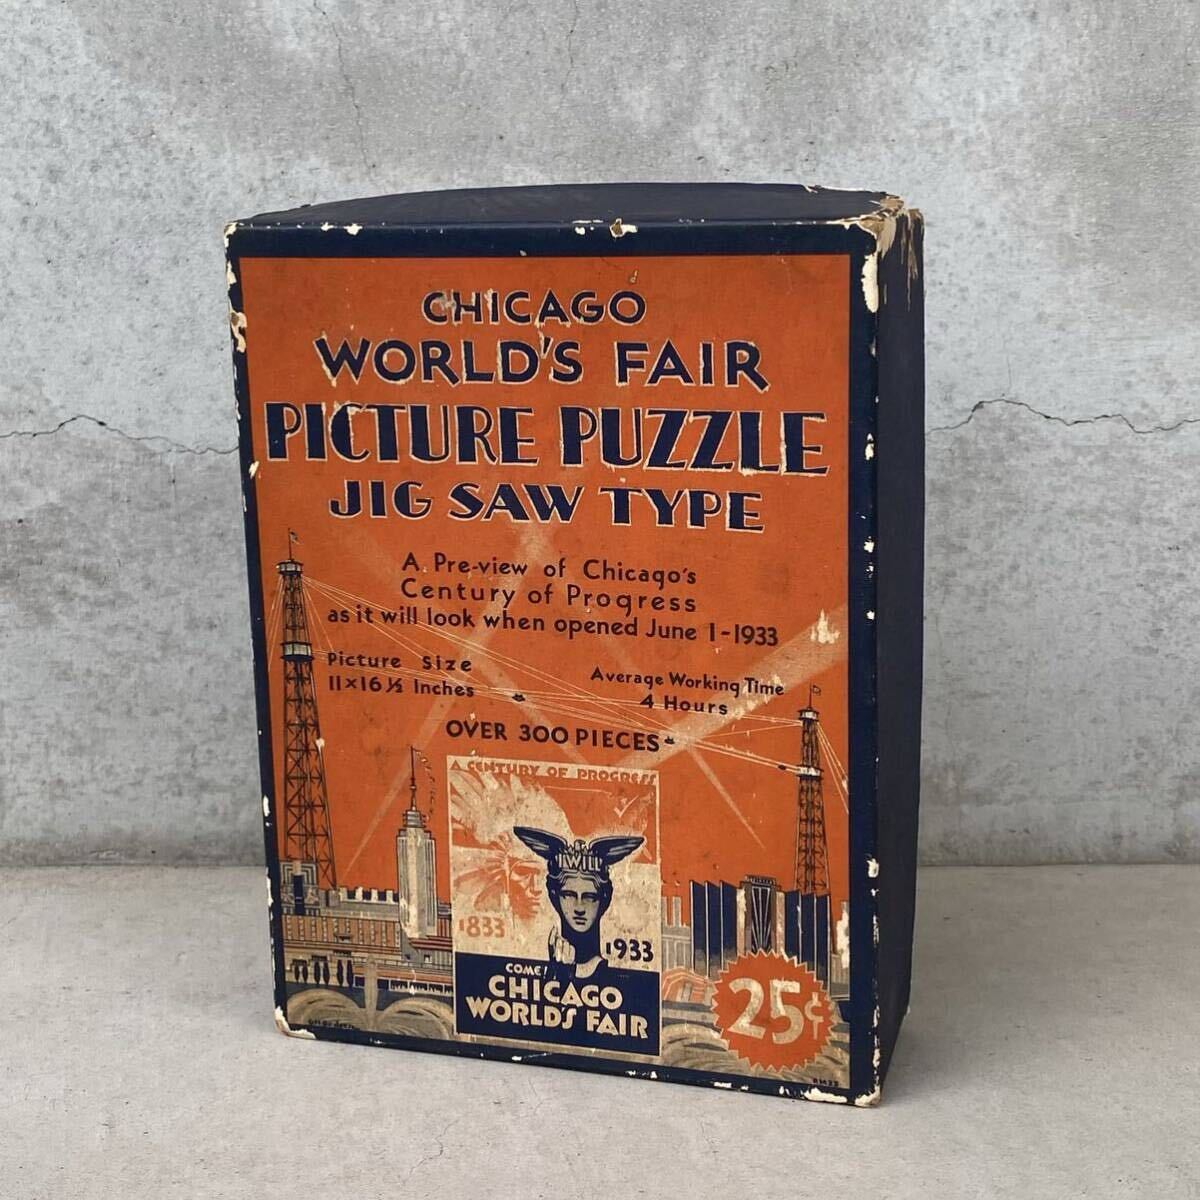 CHICAGO
WORLD'S FAIR
PICTURE PUZZLE
JIG SAW TYPE
A Pre-view of Chicago's
Century of Progress
as it will look when opened June 1-1933
Picture Size
11x16½ Inches
Average Working Time
4 Hours
OVER 300 PIECES
A CENTURY OF PROGRESS
I WILL
1833
1933
COME!
CHICAGO
WORLD'S FAIR
25¢